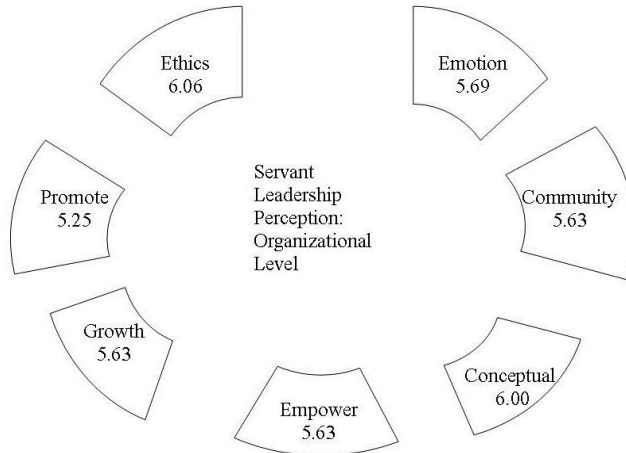 Ethics
6.06
Emotion
5.69
Promote
5.25
Servant
Leadership
Perception:
Organizational
Level
Community
5.63
Growth
5.63
Empower
5.63
Conceptual
6.00